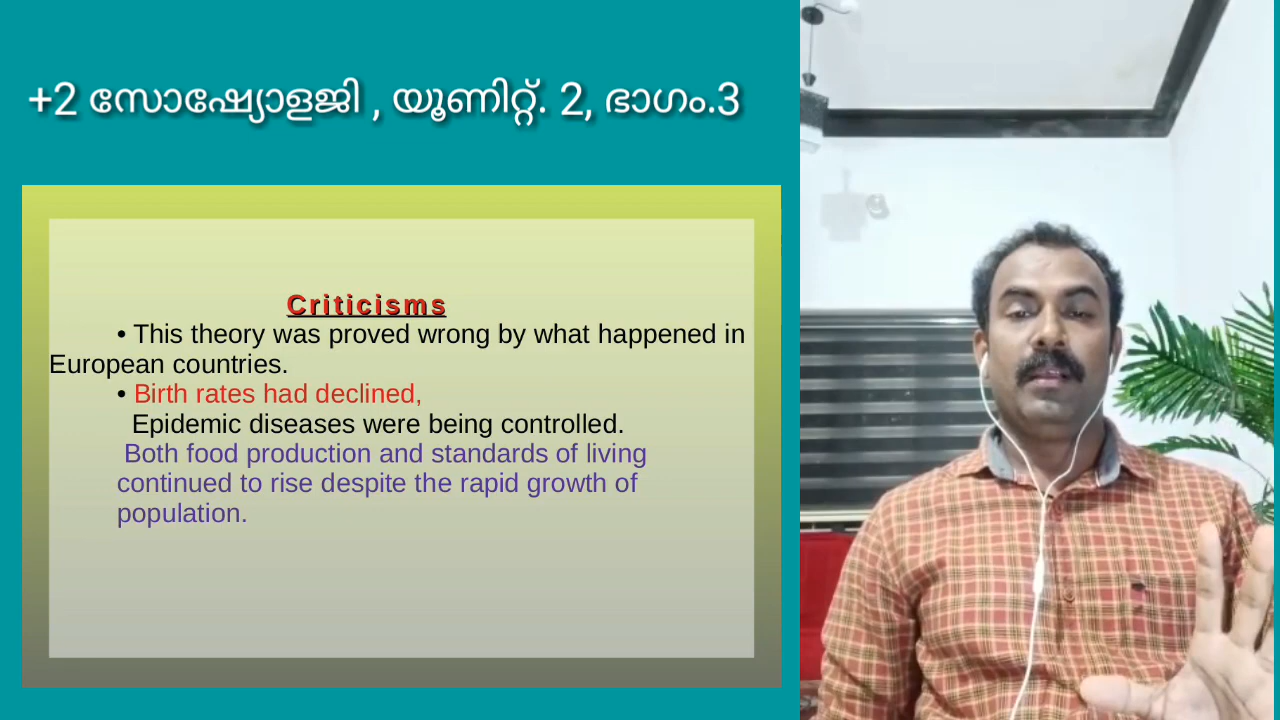 +2 സോഷ്യോളജി , യൂണിറ്റ്. 2, ഭാഗം.3
Criticisms
• This theory was proved wrong by what happened in
European countries.
• Birth rates had declined,
Epidemic diseases were being controlled.
Both food production and standards of living
continued to rise despite the rapid growth of
population.